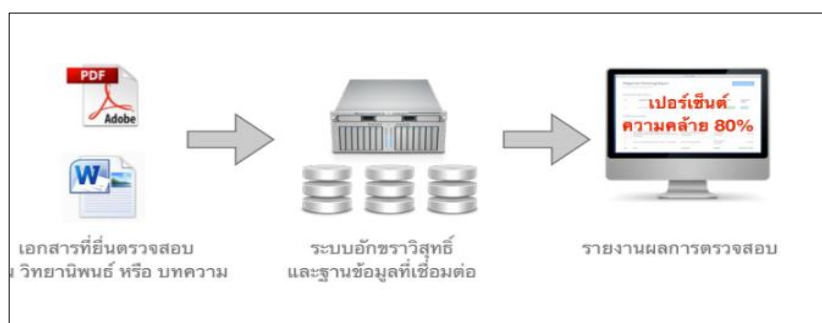 PDF
Adobe
W
เปอร์เซ็นต์
ความคล้าย 80%
เอกสารที่ยื่นตรวจสอบ
วิทยานิพนธ์ หรือ บทความ
ระบบอักขราวิสุทธิ์
และฐานข้อมูลที่เชื่อมต่อ
รายงานผลการตรวจสอบ